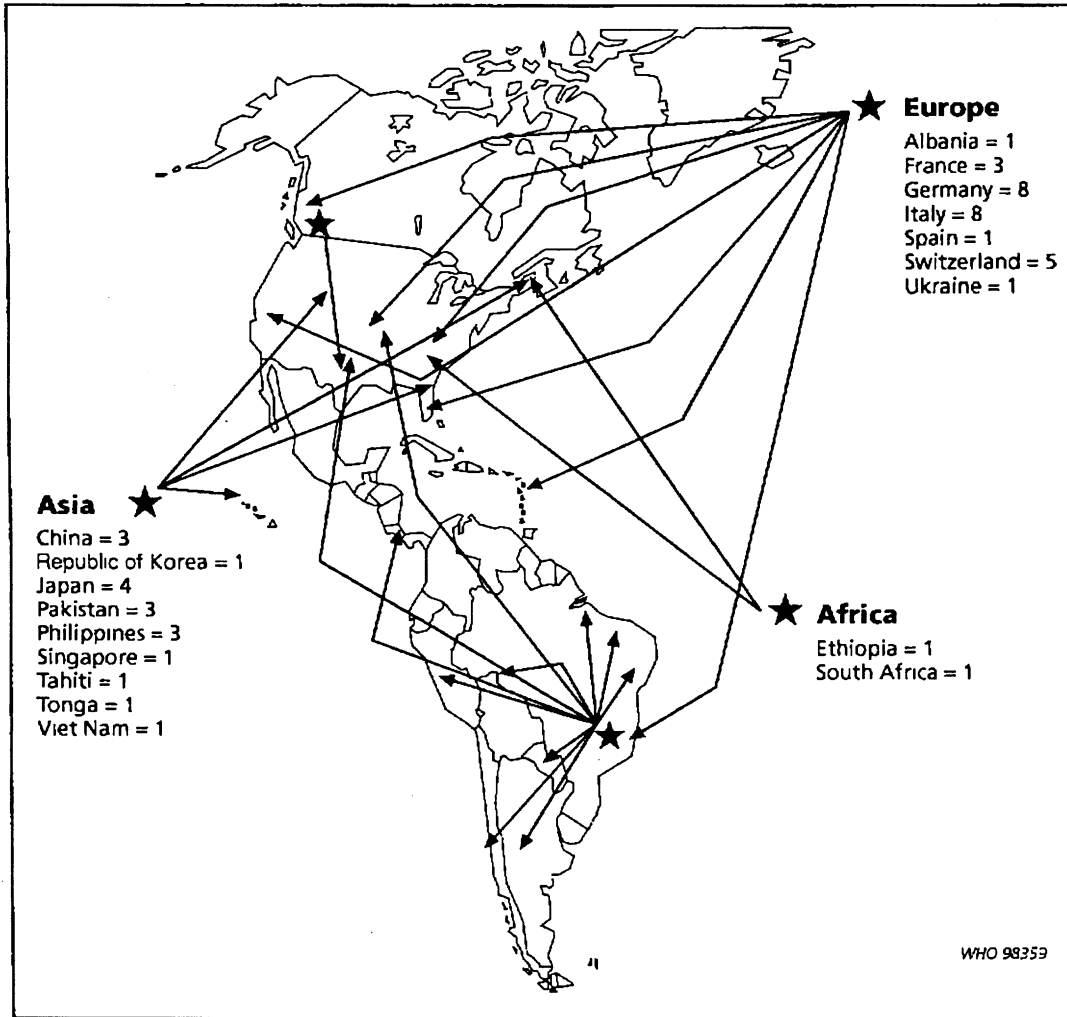 Europe
Albania = 1
France = 3
Germany = 8
Italy = 8
Spain = 1
Switzerland = 5
Ukraine = 1
Asia
China = 3
Republic of Korea = 1
Japan = 4
Pakistan = 3
Philippines = 3
Singapore = 1
Tahiti = 1
Tonga = 1
Viet Nam = 1
Africa
Ethiopia = 1
South Africa = 1
WHO 98359